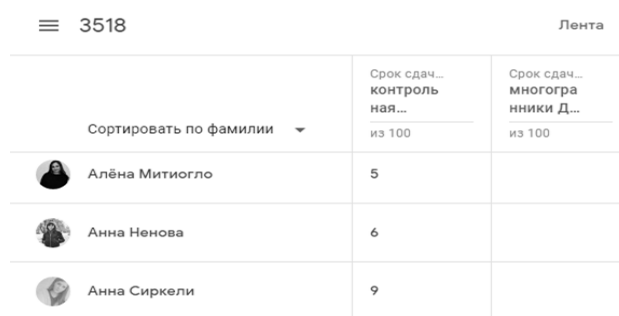 3518
Лента
Срок сдач...
контроль
ная...
из 100
Срок сдач...
многогра
нники Д...
из 100
Сортировать по фамилии
Алёна Митиогло
5
Анна Ненова
6
Анна Сиркели
9